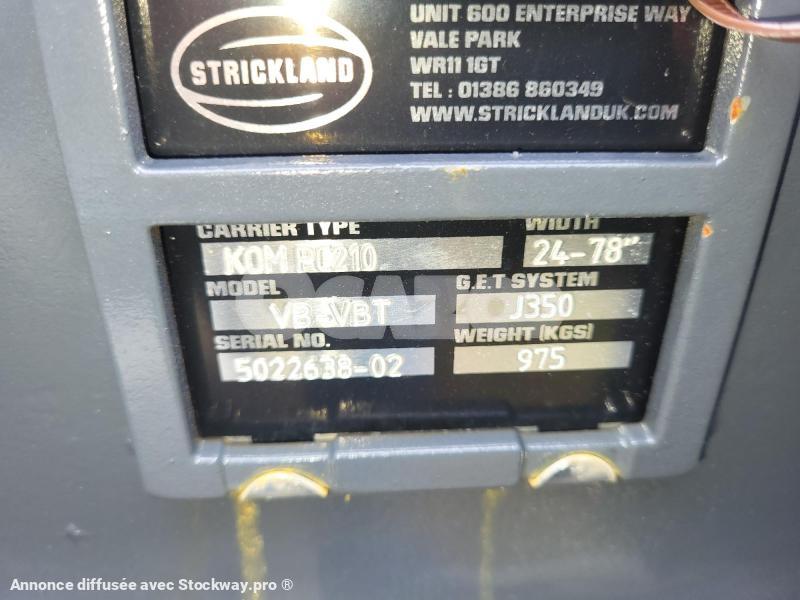 STRICKLAND
UNIT 600 ENTERPRISE WAY
VALE PARK
WR11 1GT
TEL : 01386 860349
WWW.STRICKLANDUK.COM
CARRIER TYPE
KOM PC210
WIDTH
24-78"
MODEL
VBT
G.E.T SYSTEM
J350
SERIAL NO.
5022638-02
WEIGHT (KGS)
975
Annonce diffusée avec Stockway.pro ®